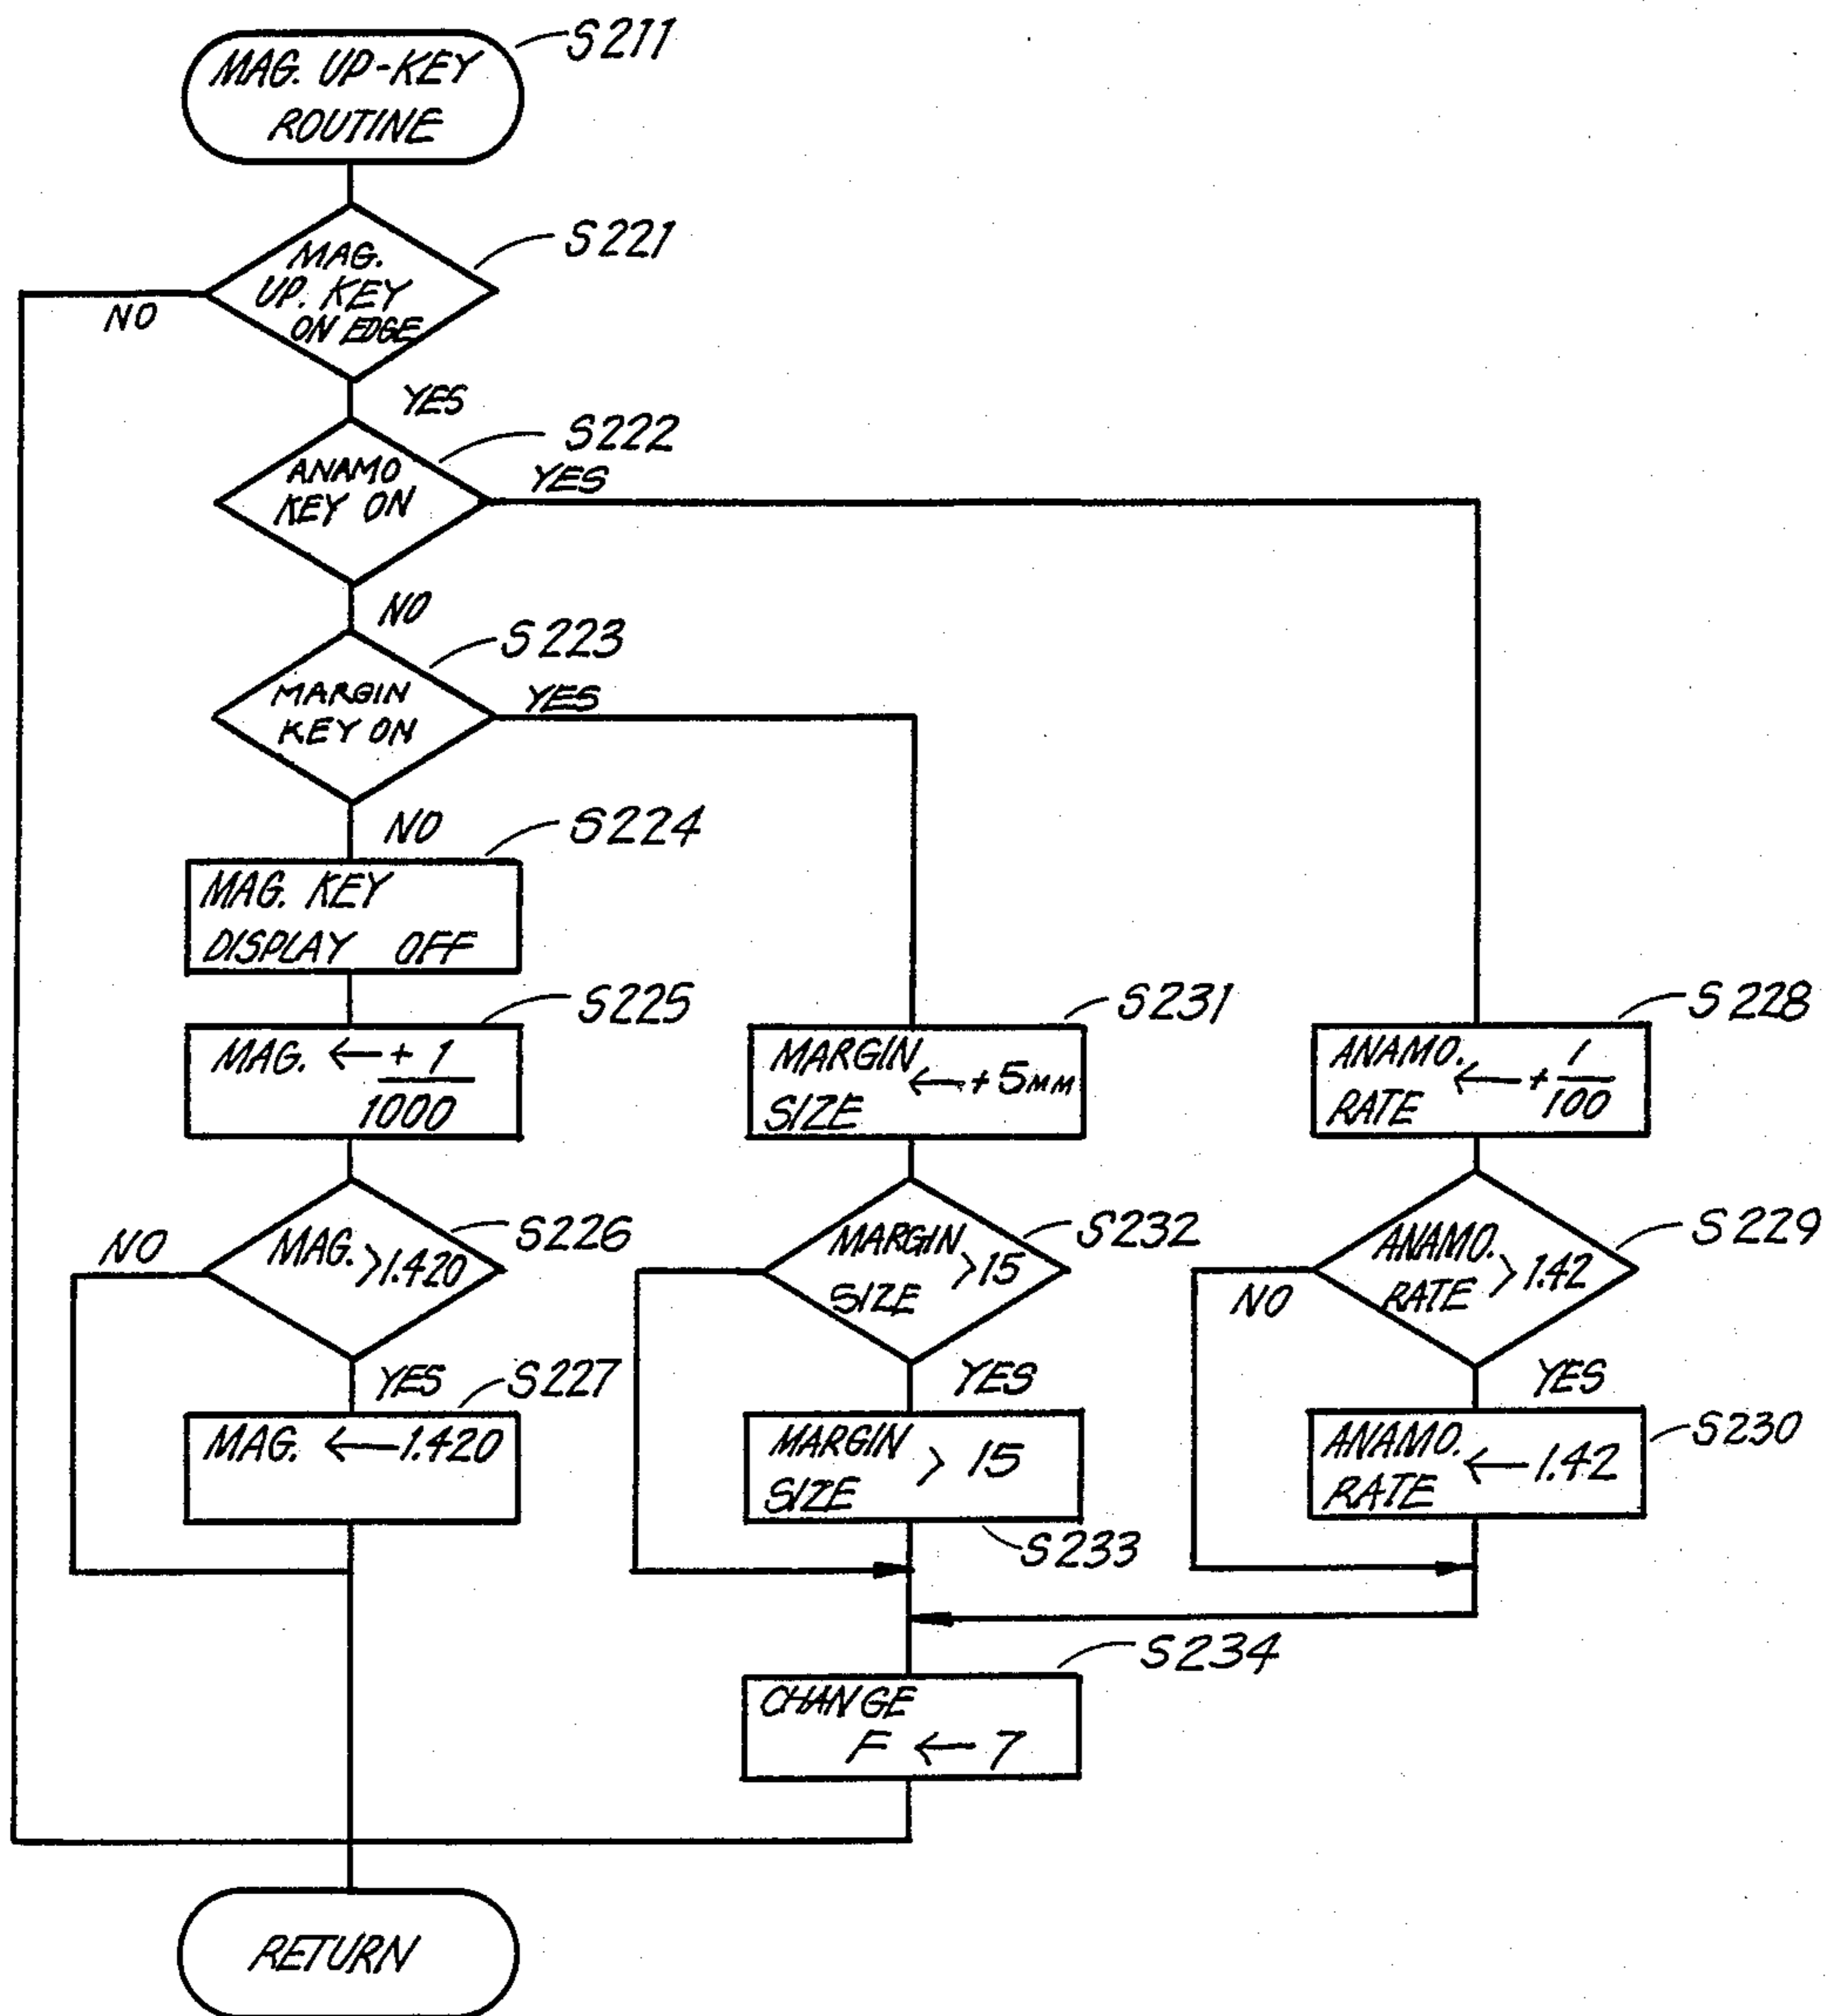 MAG. UP-KEY
ROUTINE
S211
MAG.
UP. KEY
ON EDGE
S221
NO
YES
ANAMO
KEY ON
S222
YES
NO
MARGIN
KEY ON
S223
YES
NO
MAG. KEY
DISPLAY OFF
S224
MAG. ← + 1
1000
S225
MARGIN
SIZE
← +5MM
S231
ANAMO.
RATE
← + 1
100
S228
MAG. >1.420
S226
NO
MARGIN
SIZE
>15
S232
ANAMO.
RATE
> 1.42
S229
NO
YES
YES
YES
MAG. ← 1.420
S227
MARGIN
SIZE
> 15
S233
ANAMO.
RATE
← 1.42
S230
CHANGE
F ← 7
S234
RETURN